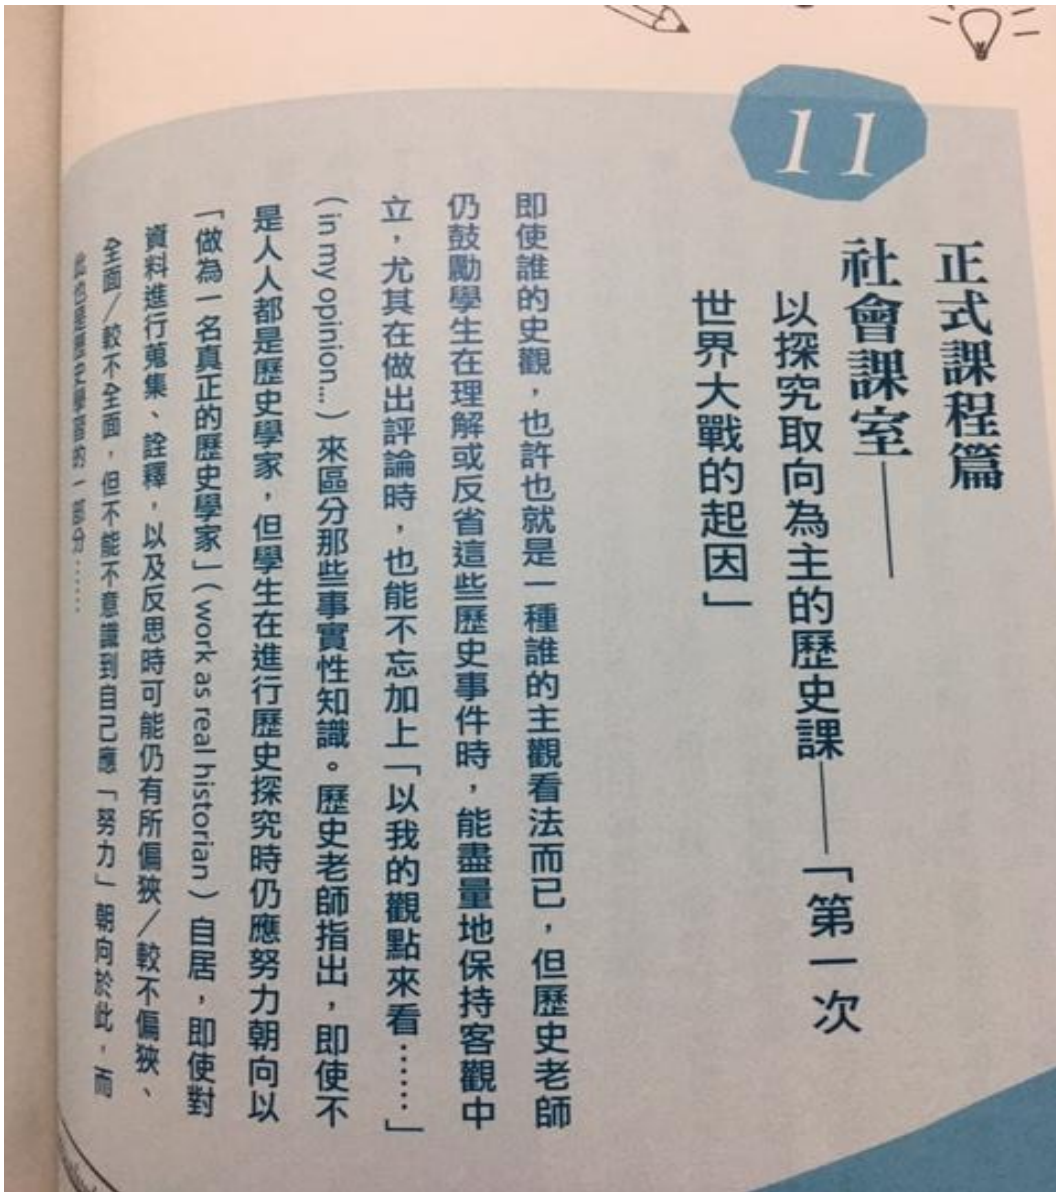 11
正式課程篇
社會課室——
以探究取向為主的歷史課——「第一次
世界大戰的起因」
即使誰的史觀，也許也就是一種誰的主觀看法而已，但歷史老師
仍鼓勵學生在理解或反省這些歷史事件時，能盡量地保持客觀中
立，尤其在做出評論時，也能不忘加上「以我的觀點來看……」
（in my opinion...）來區分那些事實性知識。歷史老師指出，即使不
是人人都是歷史學家，但學生在進行歷史探究時仍應努力朝向以
「做為一名真正的歷史學家」（work as real historian）自居，即使對
資料進行蒐集、詮釋，以及反思時可能仍有所偏狹／較不偏狹、
全面／較不全面，但不能不意識到自己應「努力」朝向於此，而
此也是歷史學習的一部分……